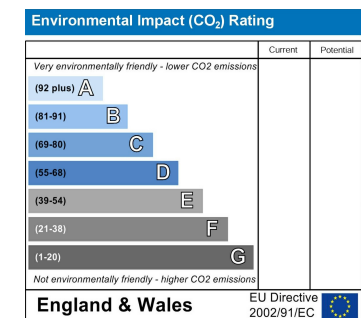 Environmental Impact (CO₂) Rating
Current Potential
Very environmentally friendly - lower CO2 emissions
(92 plus) A
(81-91) B
(69-80) C
(55-68) D
(39-54) E
(21-38) F
(1-20) G
Not environmentally friendly - higher CO2 emissions
England & Wales
EU Directive
2002/91/EC